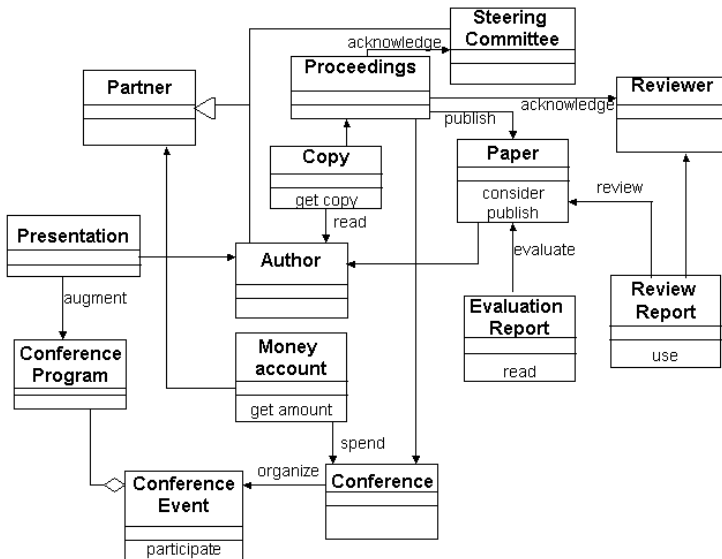 Steering
Committee
acknowledge
Proceedings
Partner
Reviewer
acknowledge
publish
Copy
Paper
get copy
consider
publish
review
read
Presentation
Author
evaluate
augment
Evaluation
Report
Review
Report
Conference
Program
Money
account
read
use
get amount
spend
organize
Conference
Conference
Event
participate